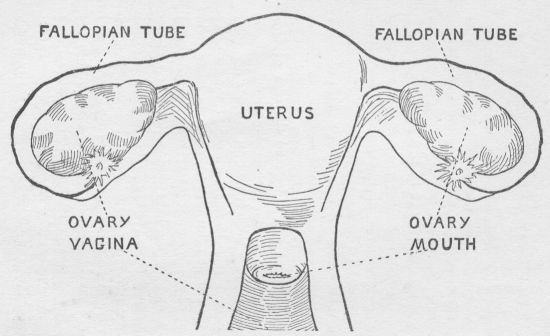 FALLOPIAN TUBE
FALLOPIAN TUBE
UTERUS
OVARY
VAGINA
OVARY
MOUTH